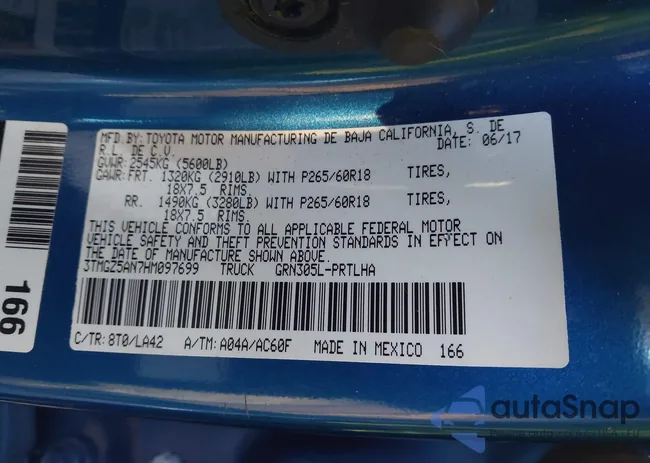 MFD.BY:TOYOTA MOTOR MANUFACTURING DE BAJA CALIFORNIA, S. DE
R.L. DE C.V. DATE: 06/17
GVWR:2545KG (5600LB)
GAWR:FRT. 1320KG (2910LB) WITH P265/60R18 TIRES,
18X7.5 RIMS.
RR. 1490KG (3280LB) WITH P265/60R18 TIRES,
18X7.5 RIMS.
THIS VEHICLE CONFORMS TO ALL APPLICABLE FEDERAL MOTOR
VEHICLE SAFETY AND THEFT PREVENTION STANDARDS IN EFFECT ON
THE DATE OF MANUFACTURE SHOWN ABOVE.
3TMGZ5AN7HM097699 TRUCK GRN305L-PRTLHA
C/TR:8T0/LA42 A/TM:A04A/AC60F MADE IN MEXICO 166
166
autaSnap